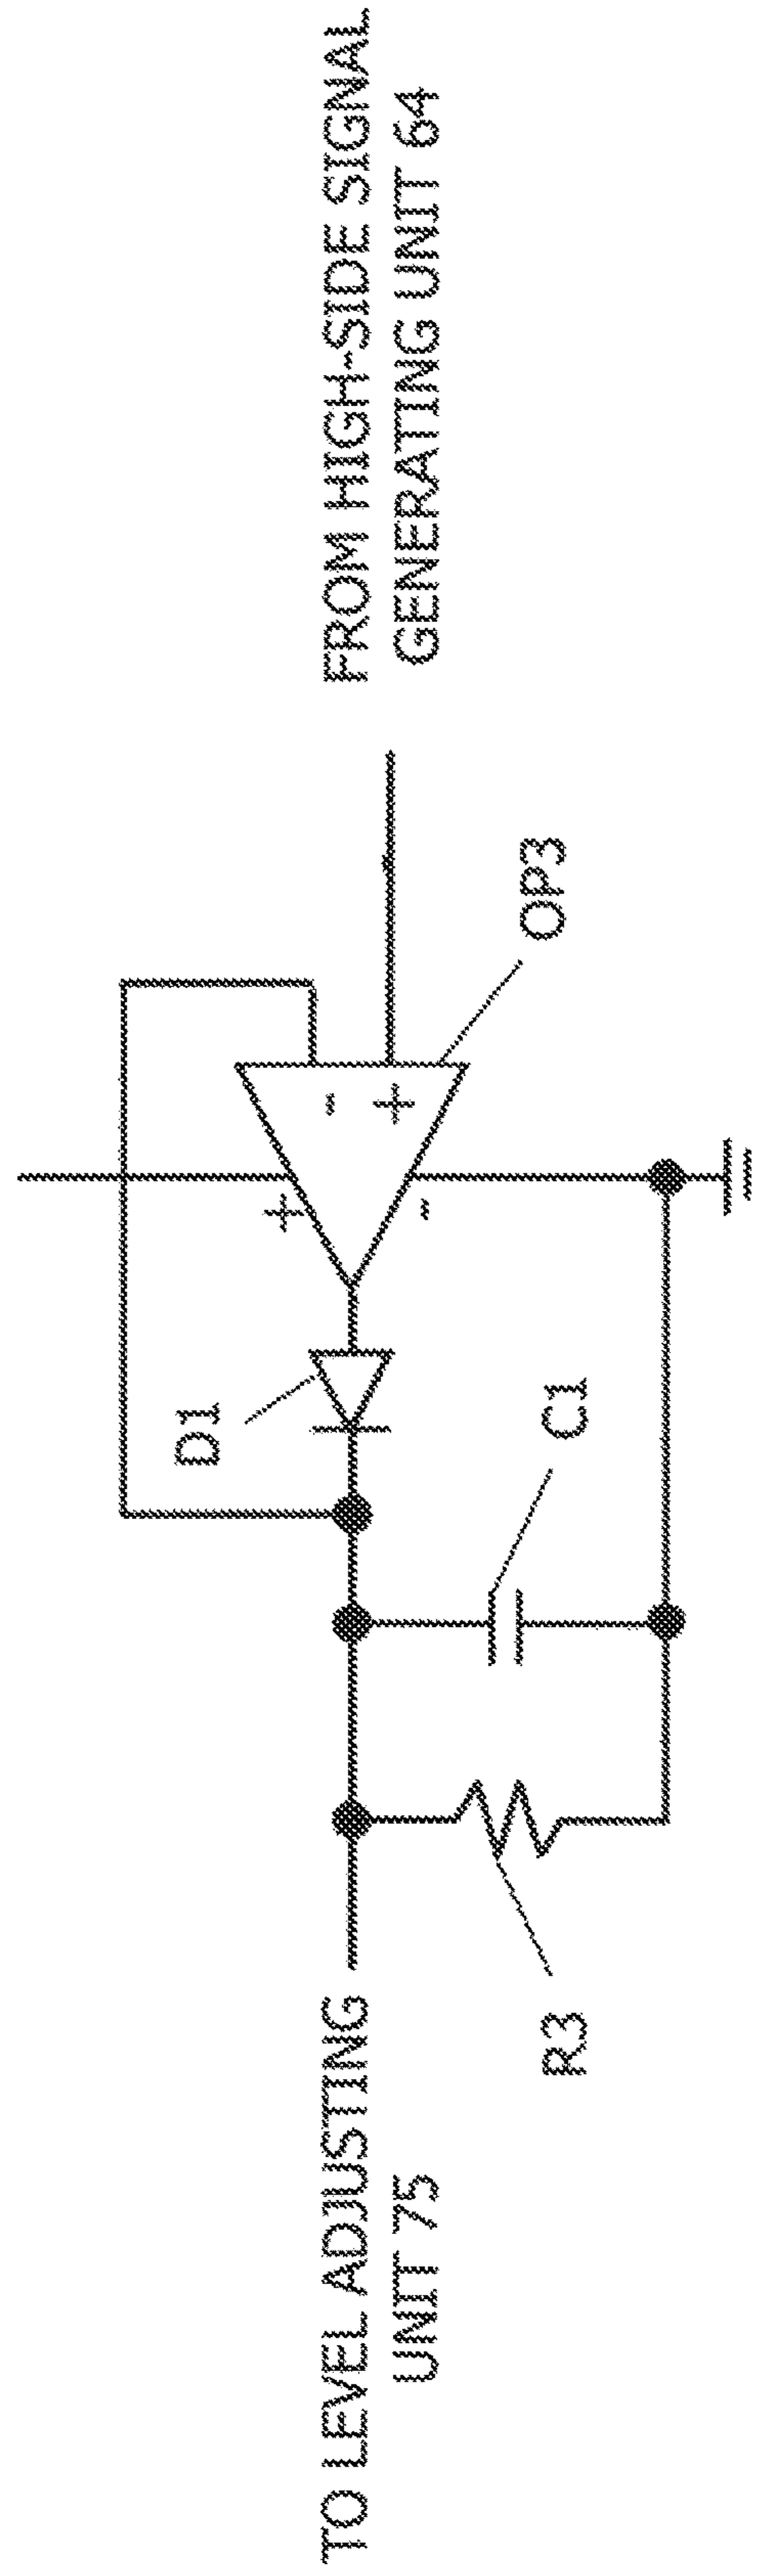 TO LEVEL ADJUSTING
UNIT 75
R3
D1
C1
+
-
-
+
OP3
FROM HIGH-SIDE SIGNAL
GENERATING UNIT 64